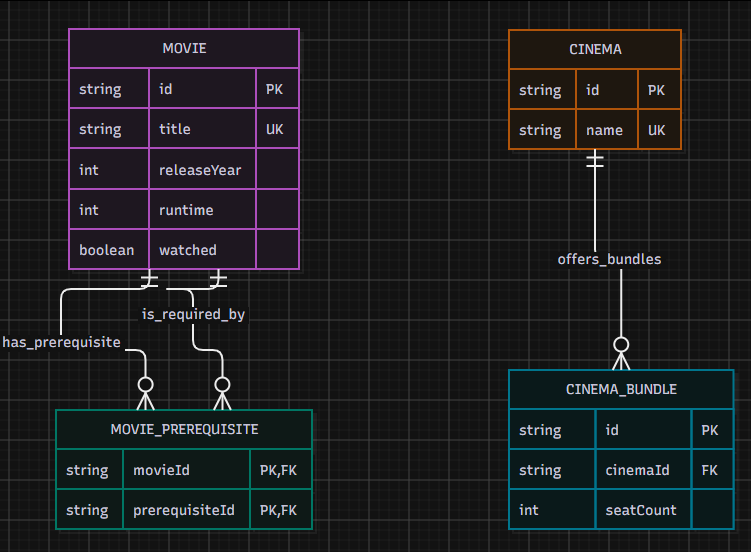 MOVIE
string id PK
string title UK
int releaseYear
int runtime
boolean watched
has_prerequisite
is_required_by
MOVIE_PREREQUISITE
string movieId PK,FK
string prerequisiteId PK,FK
CINEMA
string id PK
string name UK
offers_bundles
CINEMA_BUNDLE
string id PK
string cinemaId FK
int seatCount